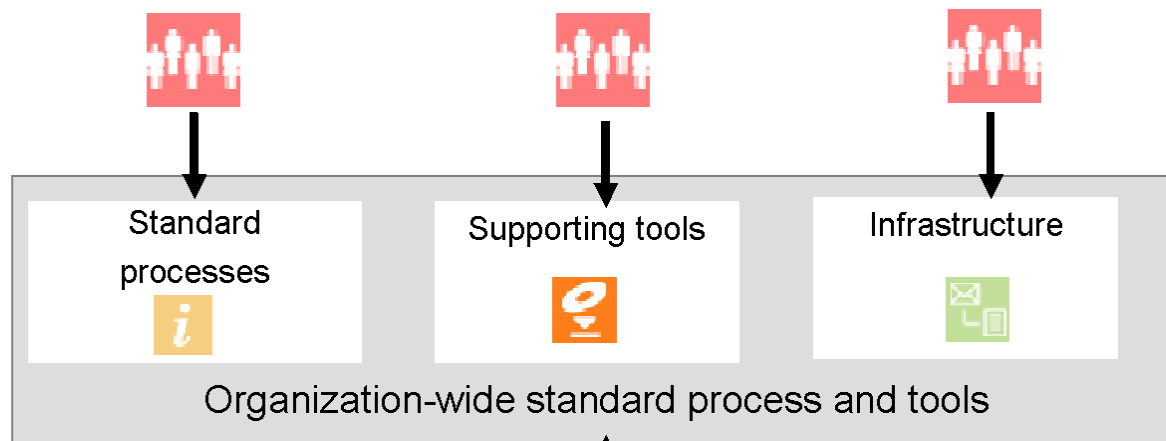 Standard
processes
Supporting tools
Infrastructure
i
Organization-wide standard process and tools